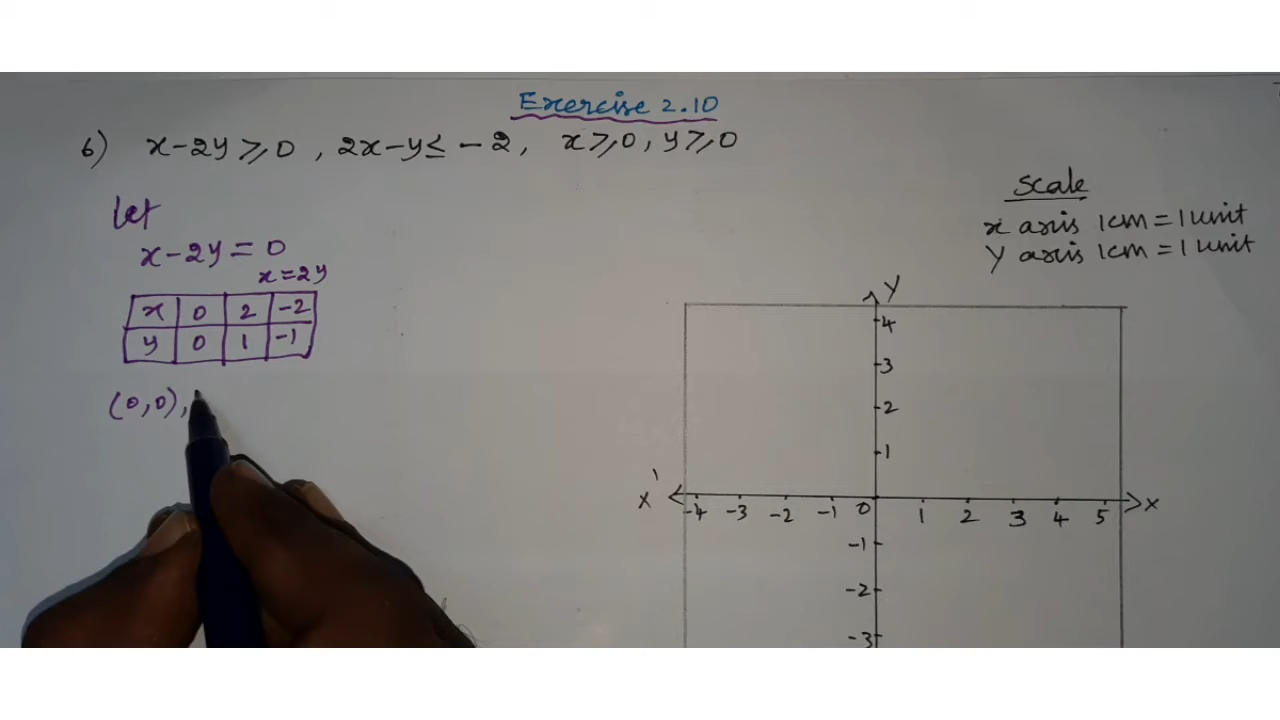 Exercise 2.10
6) x-2y ≥ 0 , 2x-y ≤ -2, x ≥ 0, y ≥ 0
Let
x-2y = 0
x=2y
x 0 2 -2
y 0 1 -1
(0,0),
Scale
x axis 1cm = 1 unit
y axis 1cm = 1 unit
Y
4
3
2
1
X' -4 -3 -2 -1 0 1 2 3 4 5 X
-1
-2
-3